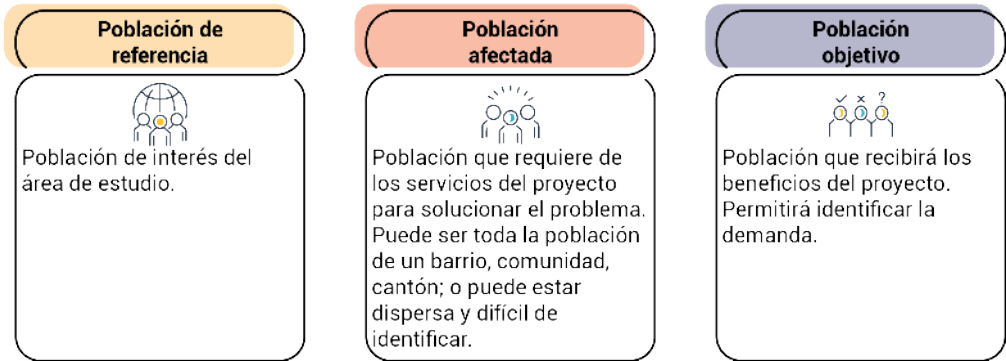 Población de
referencia
Población de interés del
área de estudio.
Población
afectada
Población que requiere de
los servicios del proyecto
para solucionar el problema.
Puede ser toda la población
de un barrio, comunidad,
cantón; o puede estar
dispersa y difícil de
identificar.
Población
objetivo
Población que recibirá los
beneficios del proyecto.
Permitirá identificar la
demanda.